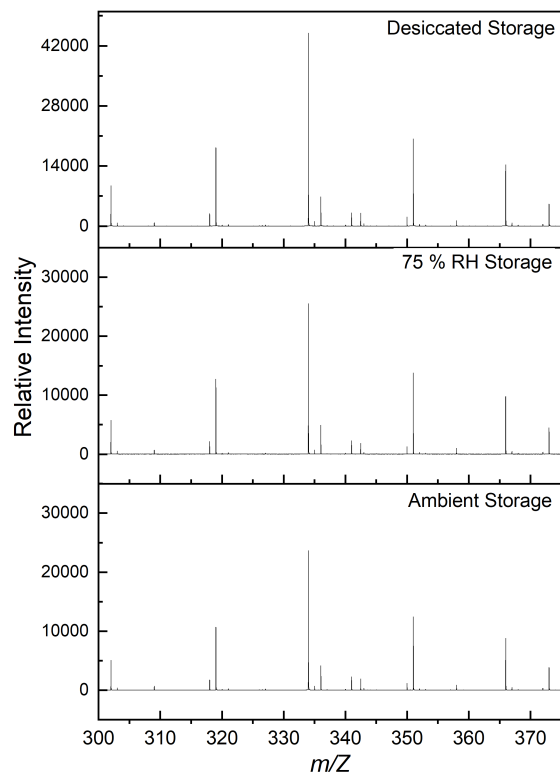 Desiccated Storage
42000
28000
14000
0
75 % RH Storage
30000
20000
10000
0
Relative Intensity
Ambient Storage
30000
20000
10000
0
300 310 320 330 340 350 360 370
m/Z